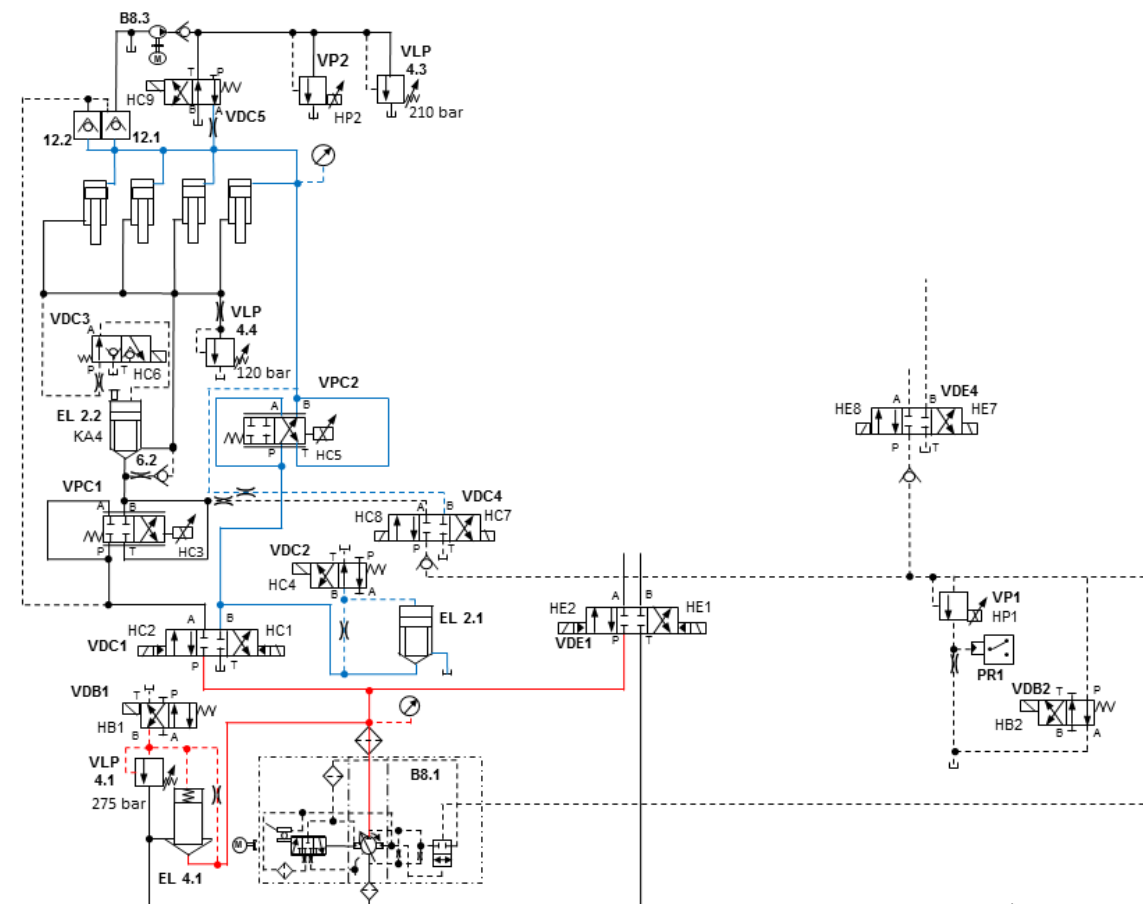 B8.3
M
T P
HC9
B A
VDC5
VP2
HP2
VLP
4.3
210 bar
12.2
12.1
VDC3
A
P T
HC6
VLP
4.4
120 bar
EL 2.2
KA4
6.2
VPC2
A B
P T
HC5
VPC1
A B
P T
HC3
VDC4
HC8
A B
HC7
P T
VDC2
HC4
T P
B A
EL 2.1
VDC1
HC2
A B
HC1
P T
HE2
A B
HE1
VDE1
P T
VDE4
HE8
A B
HE7
P T
VP1
HP1
PR1
VDB2
HB2
T P
B A
VDB1
T P
HB1
B A
VLP
4.1
275 bar
EL 4.1
B8.1
M